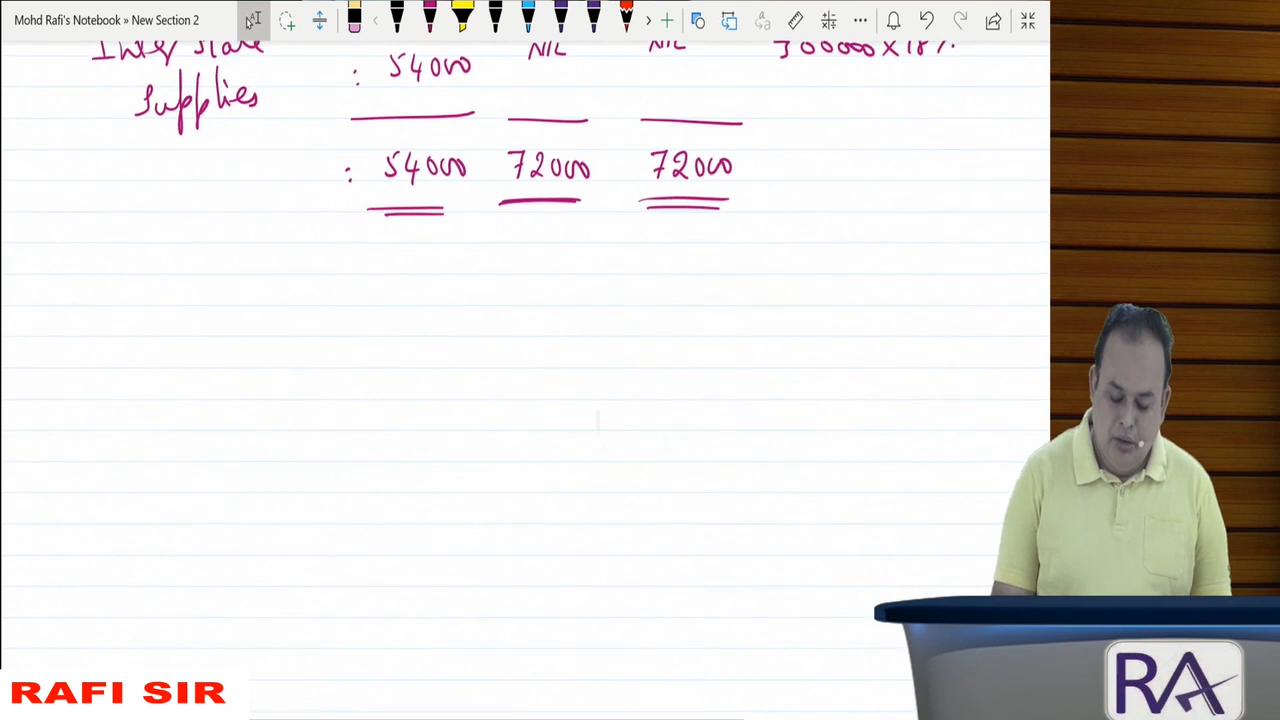 Mohd Rafi's Notebook » New Section 2
Inter State NIL NIL 300000 X 18%
: 54000
Supplies
: 54000 72000 72000
RAFI SIR
RA